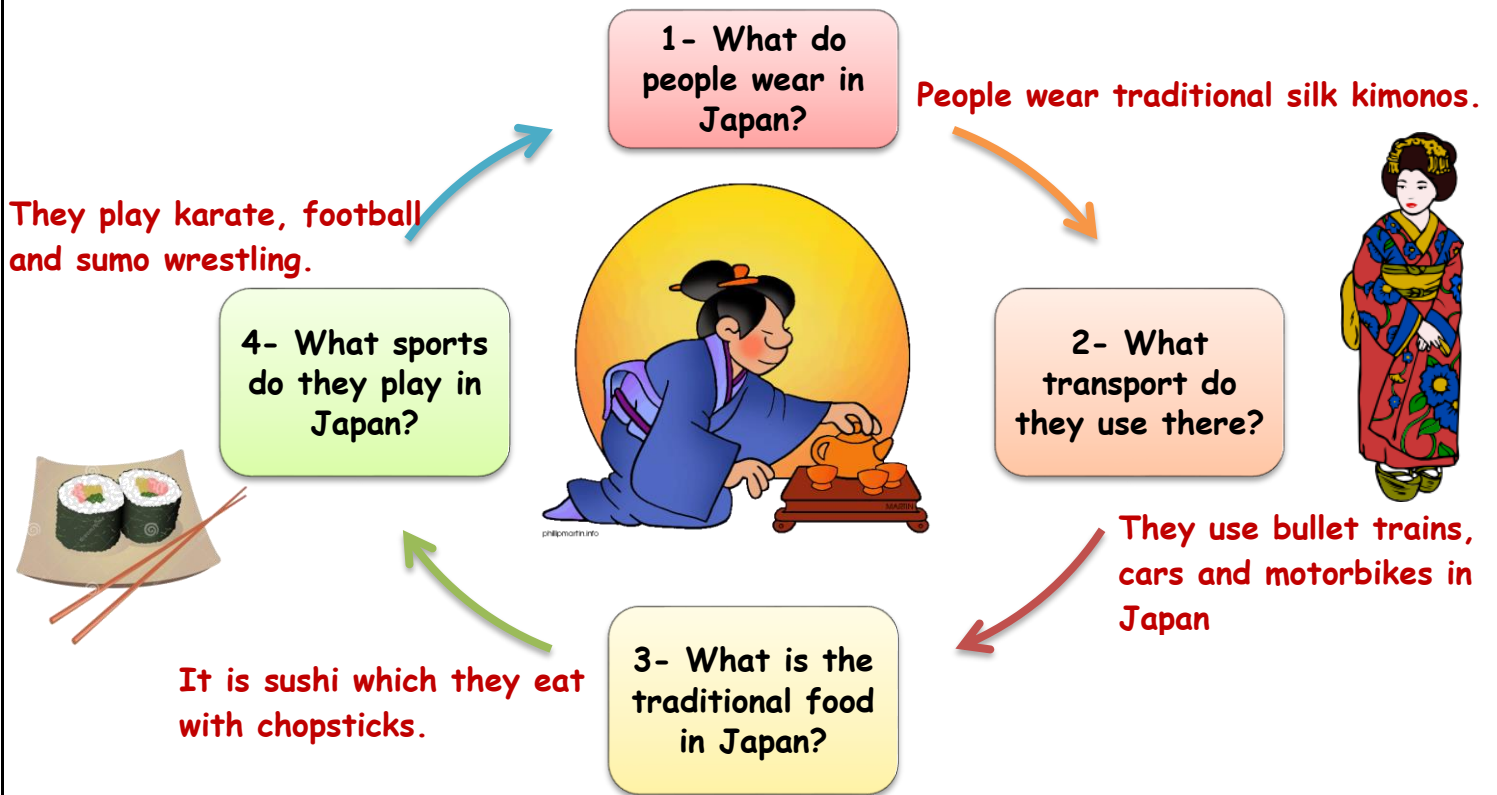 1- What do
people wear in
Japan?
People wear traditional silk kimonos.
2- What
transport do
they use there?
They use bullet trains,
cars and motorbikes in
Japan
3- What is the
traditional food
in Japan?
It is sushi which they eat
with chopsticks.
4- What sports
do they play in
Japan?
They play karate, football
and sumo wrestling.
MARTIN
phillipmartin.info